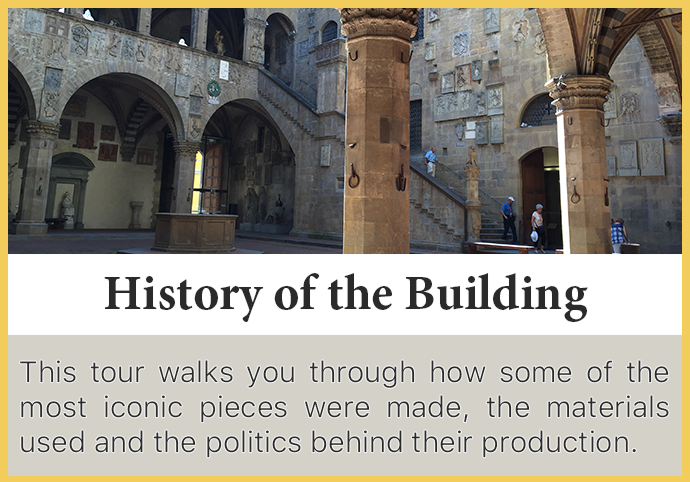 History of the Building
This tour walks you through how some of the
most iconic pieces were made, the materials
used and the politics behind their production.